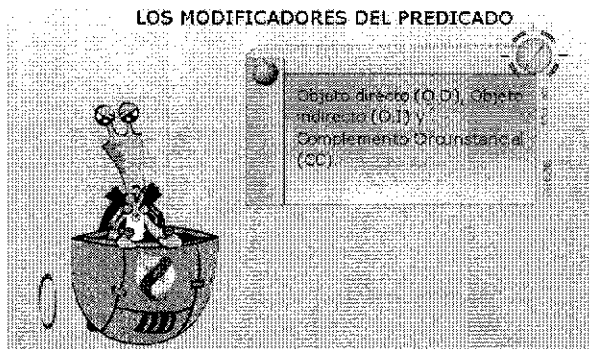 LOS MODIFICADORES DEL PREDICADO
Objeto directo (O.D), Objeto
indirecto (O.I) y
Complemento Circunstancial
(CC)